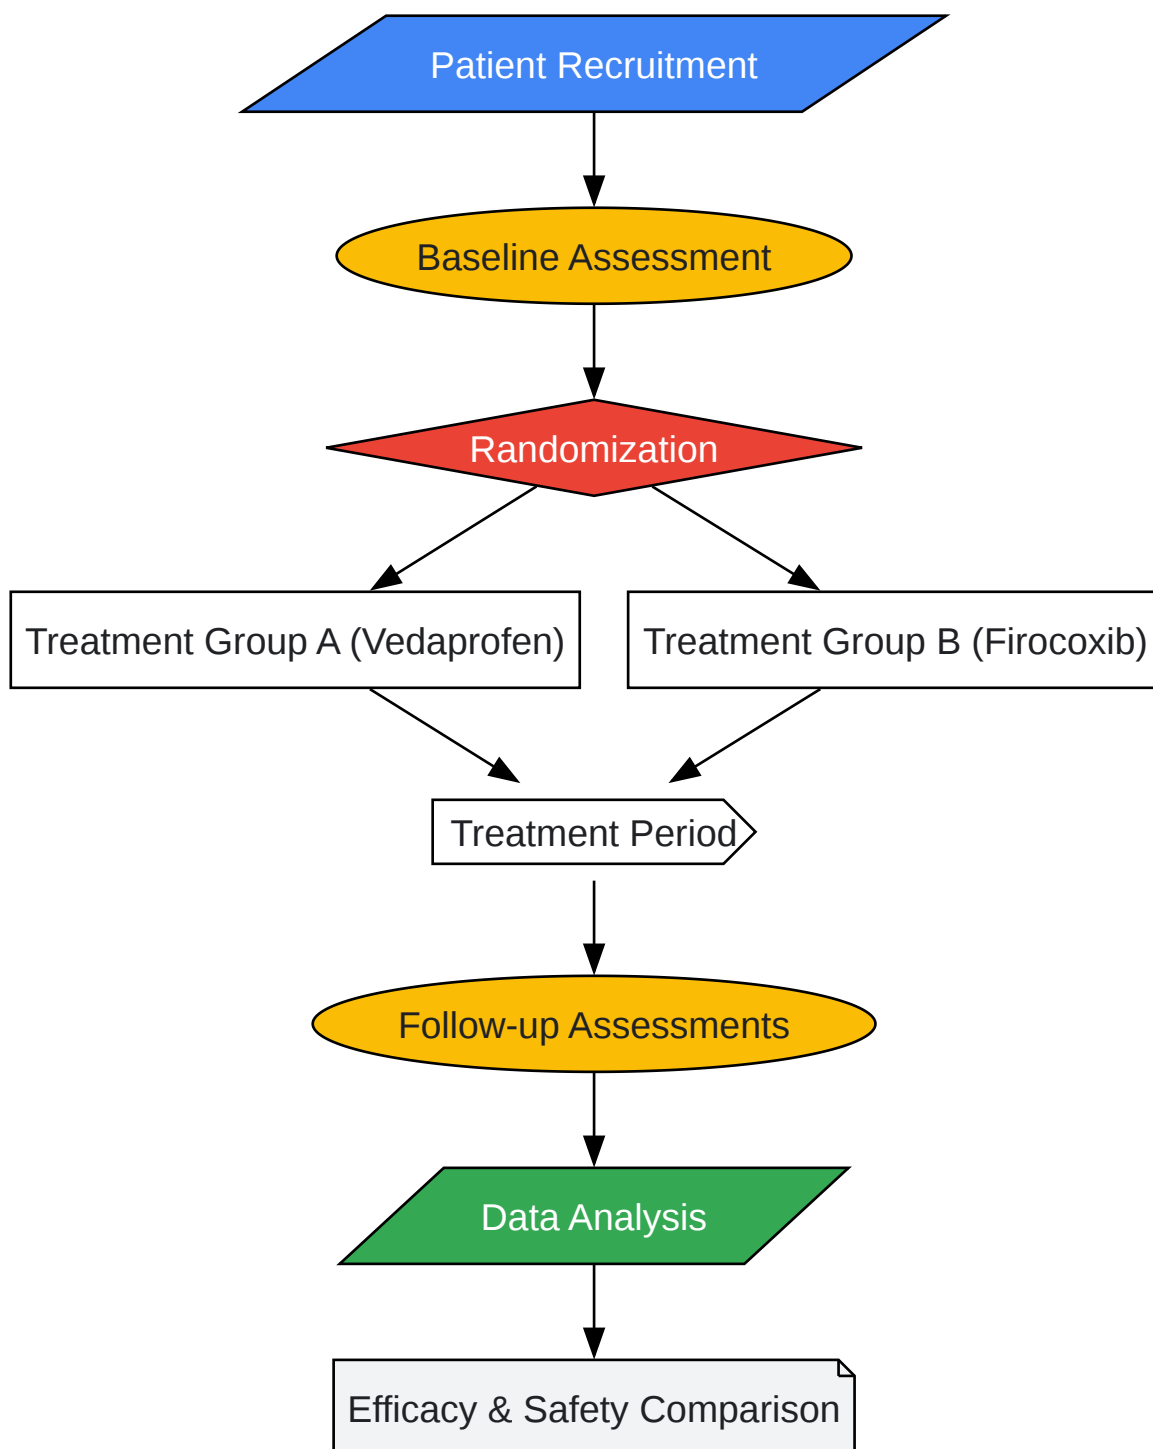 Patient Recruitment
Baseline Assessment
Randomization
Treatment Group A (Vedaprofen)
Treatment Group B (Firocoxib)
Treatment Period
Follow-up Assessments
Data Analysis
Efficacy & Safety Comparison